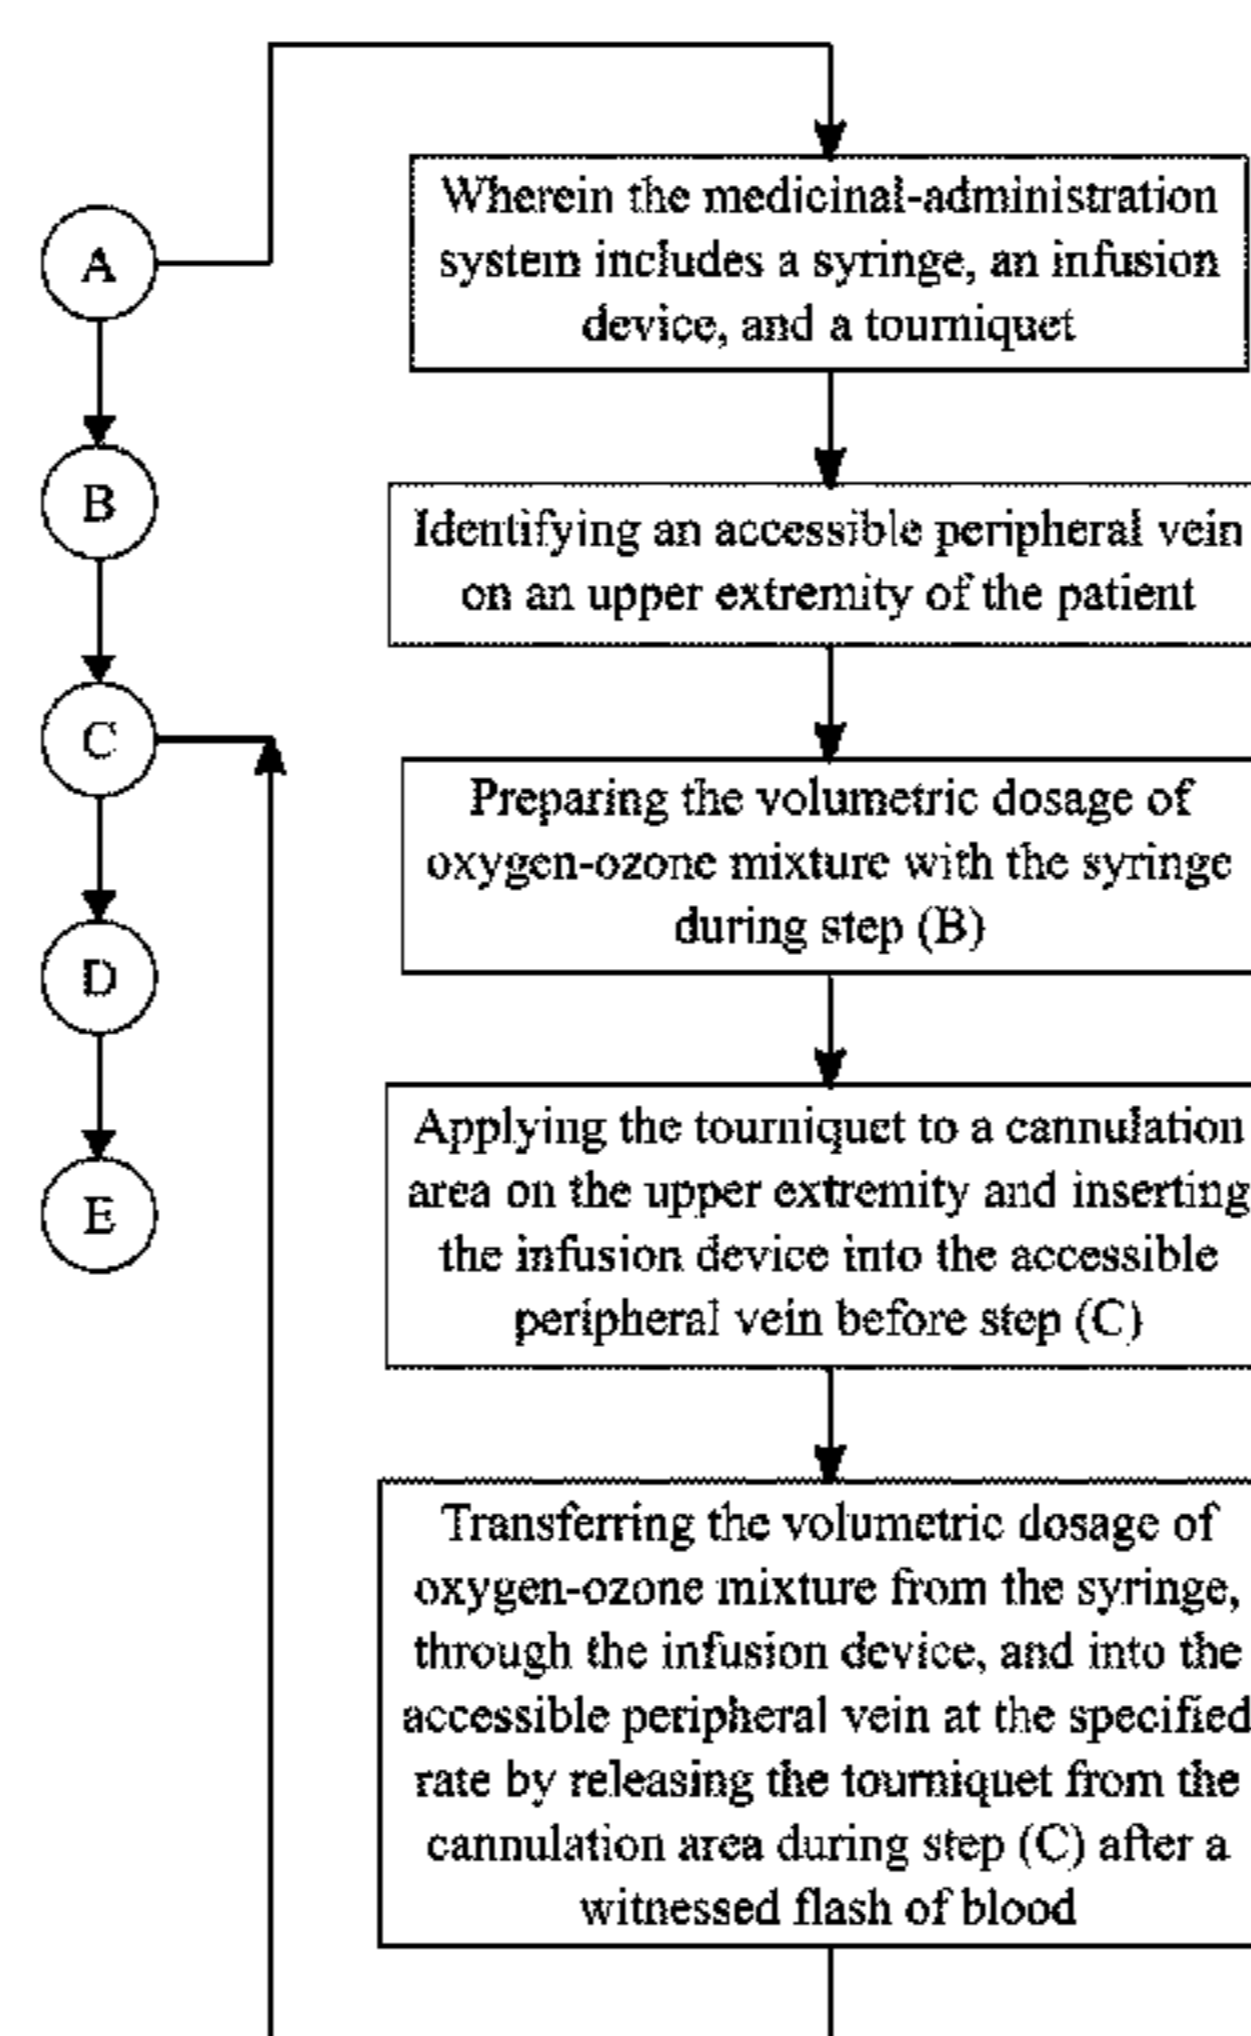 A
B
C
D
E
Wherein the medicinal-administration
system includes a syringe, an infusion
device, and a tourniquet
Identifying an accessible peripheral vein
on an upper extremity of the patient
Preparing the volumetric dosage of
oxygen-ozone mixture with the syringe
during step (B)
Applying the tourniquet to a cannulation
area on the upper extremity and inserting
the infusion device into the accessible
peripheral vein before step (C)
Transferring the volumetric dosage of
oxygen-ozone mixture from the syringe,
through the infusion device, and into the
accessible peripheral vein at the specified
rate by releasing the tourniquet from the
cannulation area during step (C) after a
witnessed flash of blood